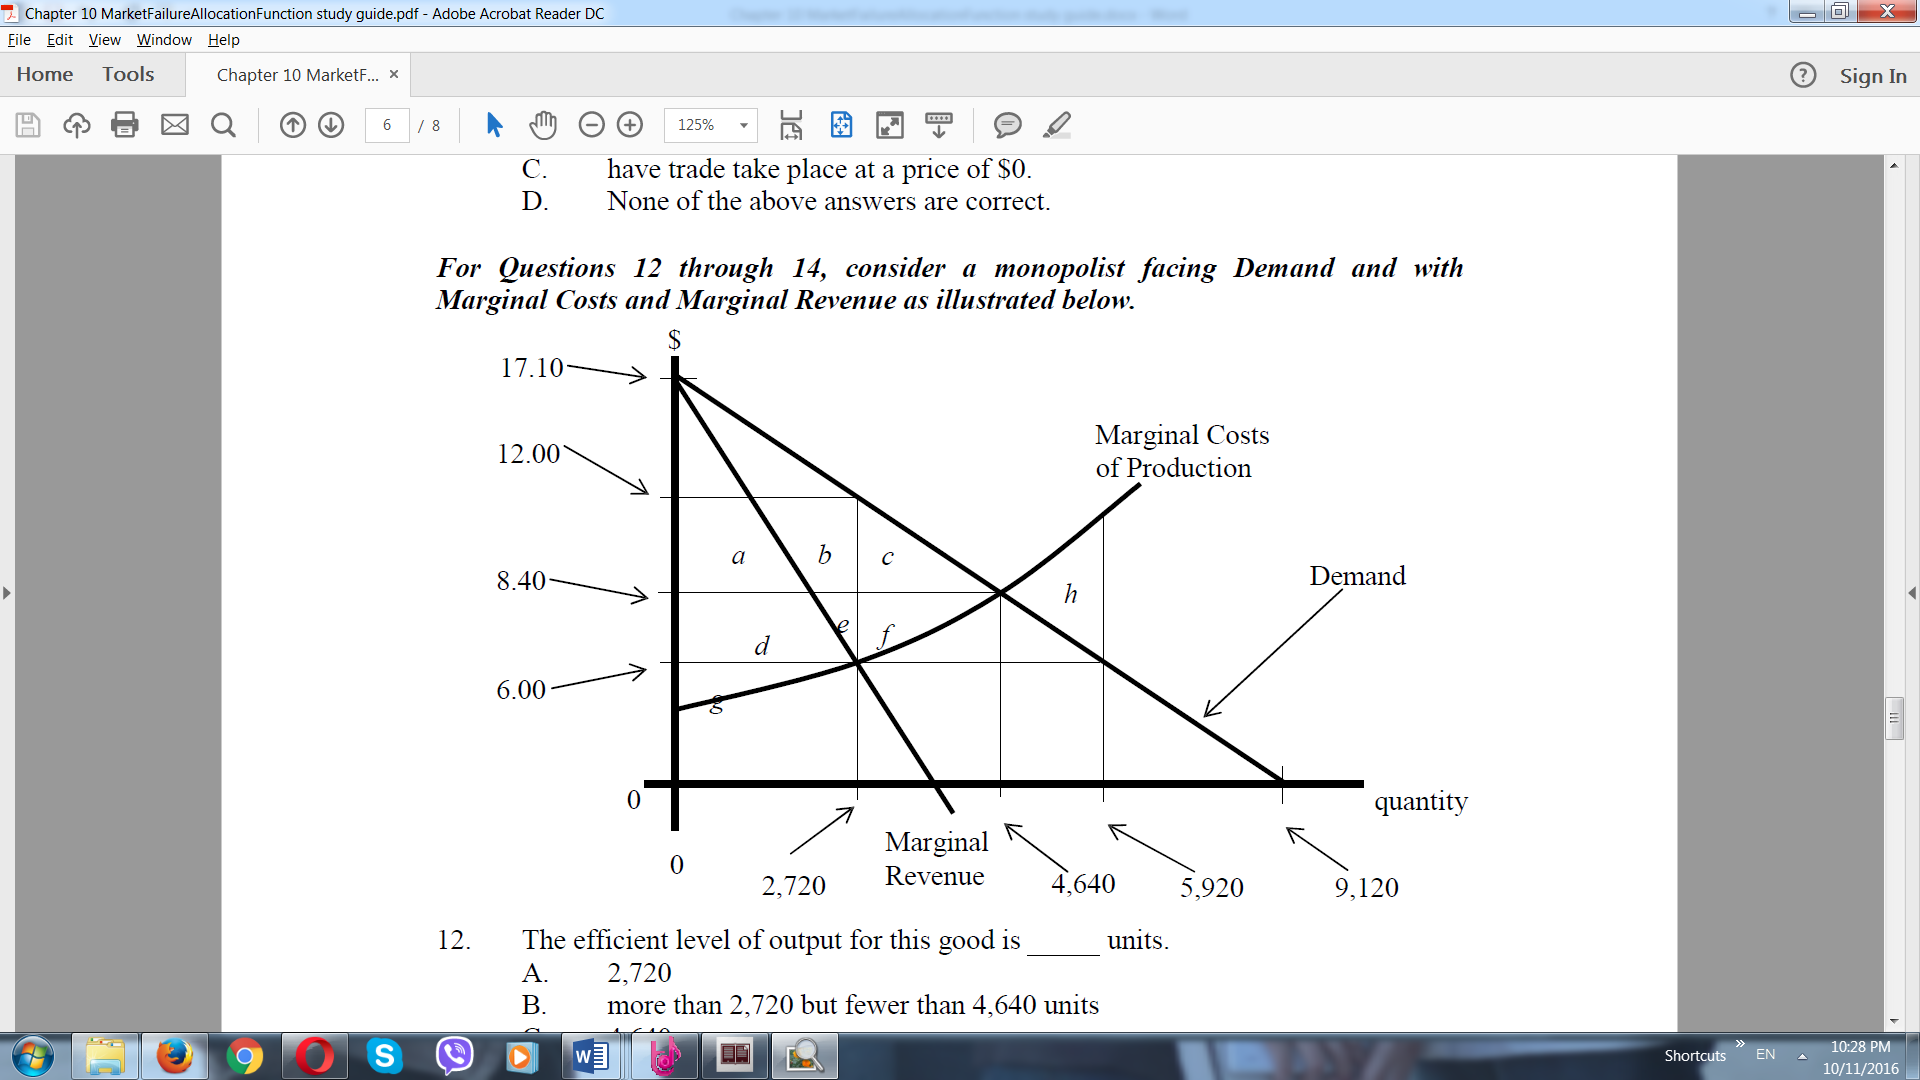 Chapter 10 MarketFailureAllocationFunction study guide.pdf - Adobe Acrobat Reader DC
File Edit View Window Help
Home Tools Chapter 10 MarketF... × ? Sign In
6 / 8 125%
C. have trade take place at a price of $0.
D. None of the above answers are correct.
For Questions 12 through 14, consider a monopolist facing Demand and with
Marginal Costs and Marginal Revenue as illustrated below.
$
17.10
12.00
8.40
6.00
0
0
Marginal Costs
of Production
Demand
a b c
h
d e f
g
quantity
Marginal
Revenue
2,720
4,640
5,920
9,120
12. The efficient level of output for this good is _____ units.
A. 2,720
B. more than 2,720 but fewer than 4,640 units
Shortcuts » EN
10:28 PM
10/11/2016